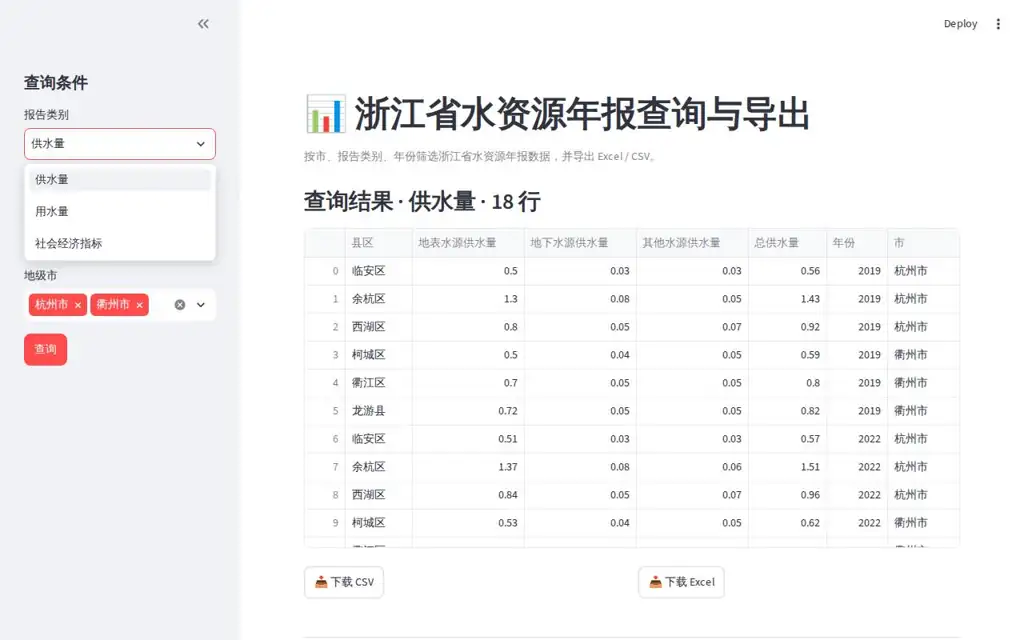 Deploy
查询条件
报告类别
供水量
供水量
用水量
社会经济指标
地级市
杭州市 × 衢州市 ×
查询
📊 浙江省水资源年报查询与导出
按市、报告类别、年份筛选浙江省水资源年报数据，并导出 Excel / CSV。
查询结果 · 供水量 · 18 行
县区 地表水源供水量 地下水源供水量 其他水源供水量 总供水量 年份 市
0 临安区 0.5 0.03 0.03 0.56 2019 杭州市
1 余杭区 1.3 0.08 0.05 1.43 2019 杭州市
2 西湖区 0.8 0.05 0.07 0.92 2019 杭州市
3 柯城区 0.5 0.04 0.05 0.59 2019 衢州市
4 衢江区 0.7 0.05 0.05 0.8 2019 衢州市
5 龙游县 0.72 0.05 0.05 0.82 2019 衢州市
6 临安区 0.51 0.03 0.03 0.57 2022 杭州市
7 余杭区 1.37 0.08 0.06 1.51 2022 杭州市
8 西湖区 0.84 0.05 0.07 0.96 2022 杭州市
9 柯城区 0.53 0.04 0.05 0.62 2022 衢州市
📥 下载 CSV
📥 下载 Excel